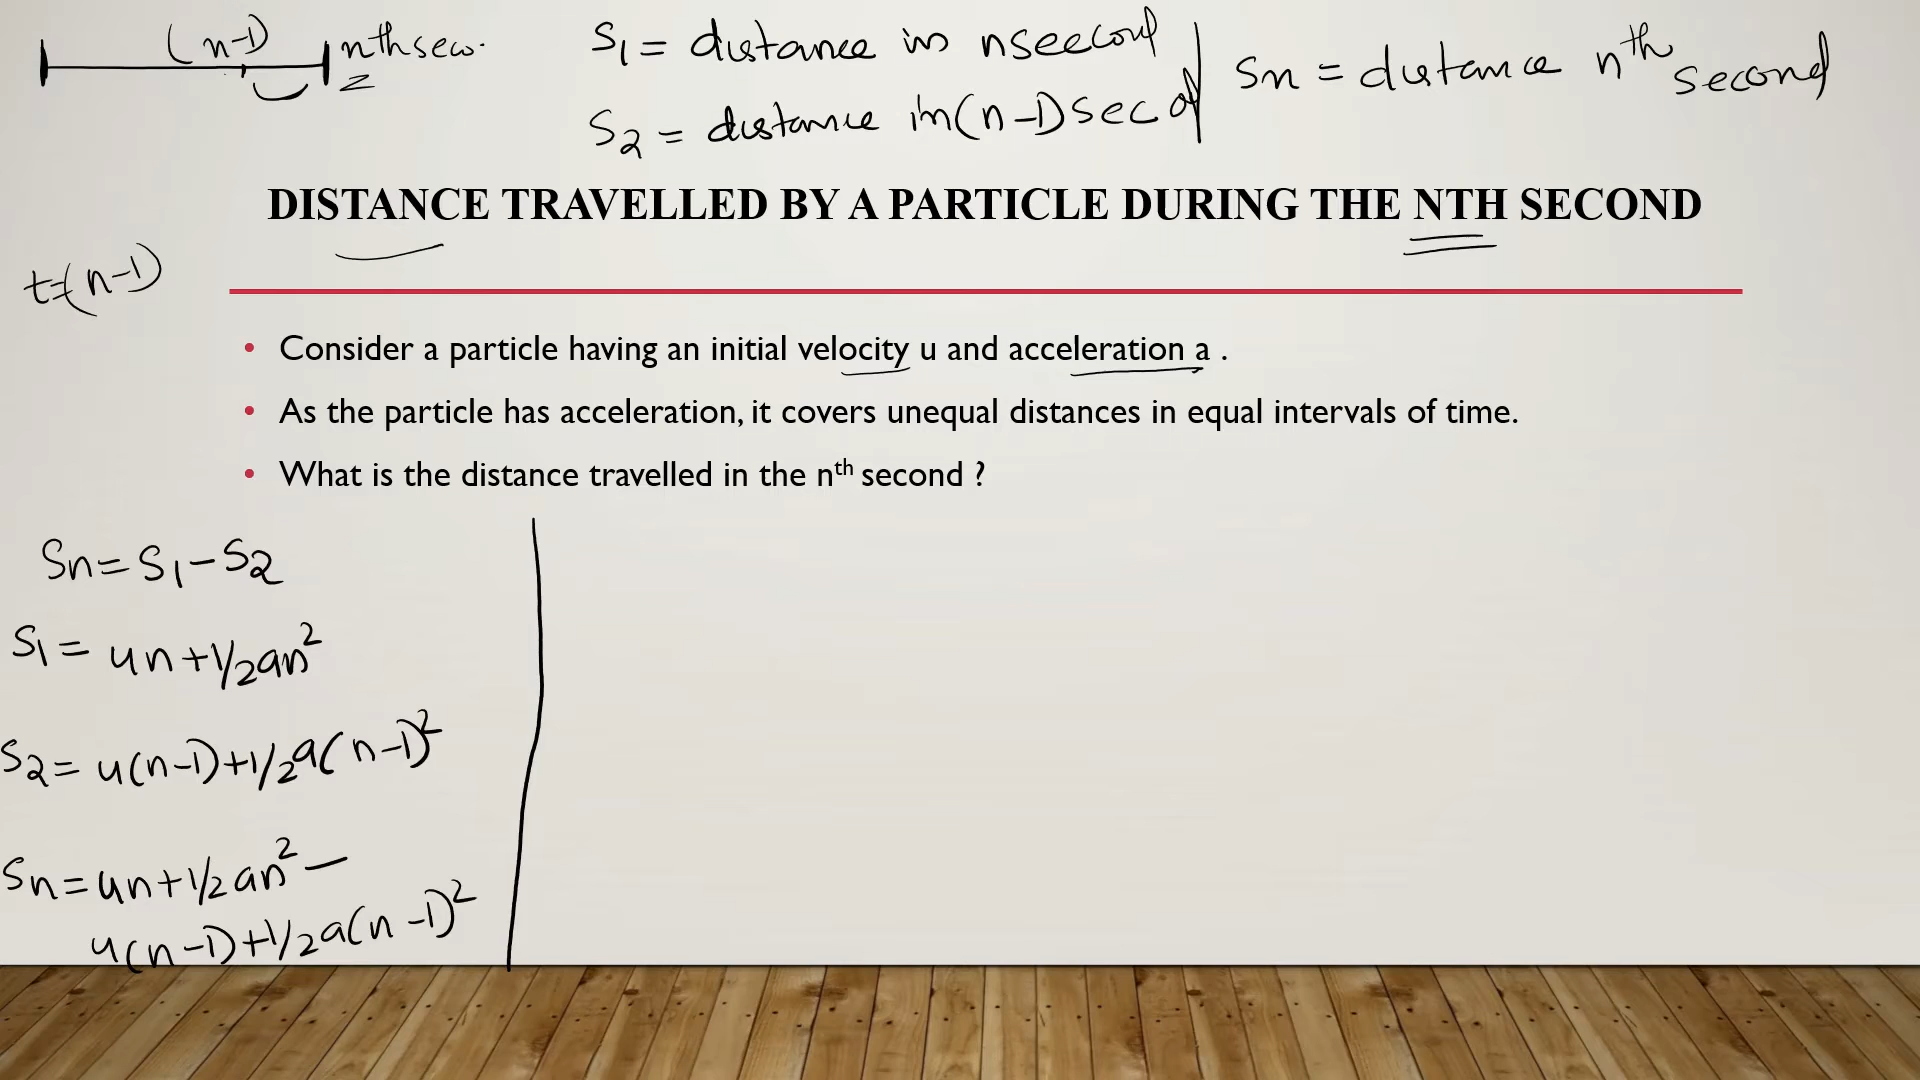 (n-1) nth sec.
S₁ = distance in n second
S₂ = distance in (n-1) second
Sn = distance nᵗʰ second
DISTANCE TRAVELLED BY A PARTICLE DURING THE NTH SECOND
t=(n-1)
• Consider a particle having an initial velocity u and acceleration a .
• As the particle has acceleration, it covers unequal distances in equal intervals of time.
• What is the distance travelled in the nᵗʰ second ?
Sn = S₁ - S₂
S₁ = un + 1/2an²
S₂ = u(n-1) + 1/2a(n-1)²
Sn = un + 1/2an² -
u(n-1) + 1/2a(n-1)²